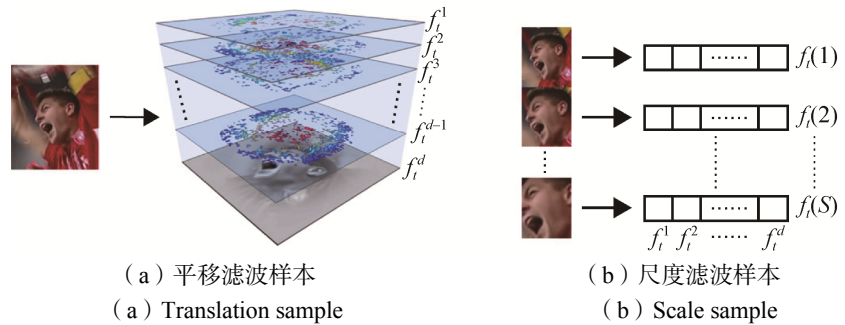 f_t^1
f_t^2
f_t^3
……
f_t^{d-1}
f_t^d
…… f_t(1)
…… f_t(2)
…… f_t(S)
f_t^1 f_t^2 …… f_t^d
（a）平移滤波样本
（a）Translation sample
（b）尺度滤波样本
（b）Scale sample